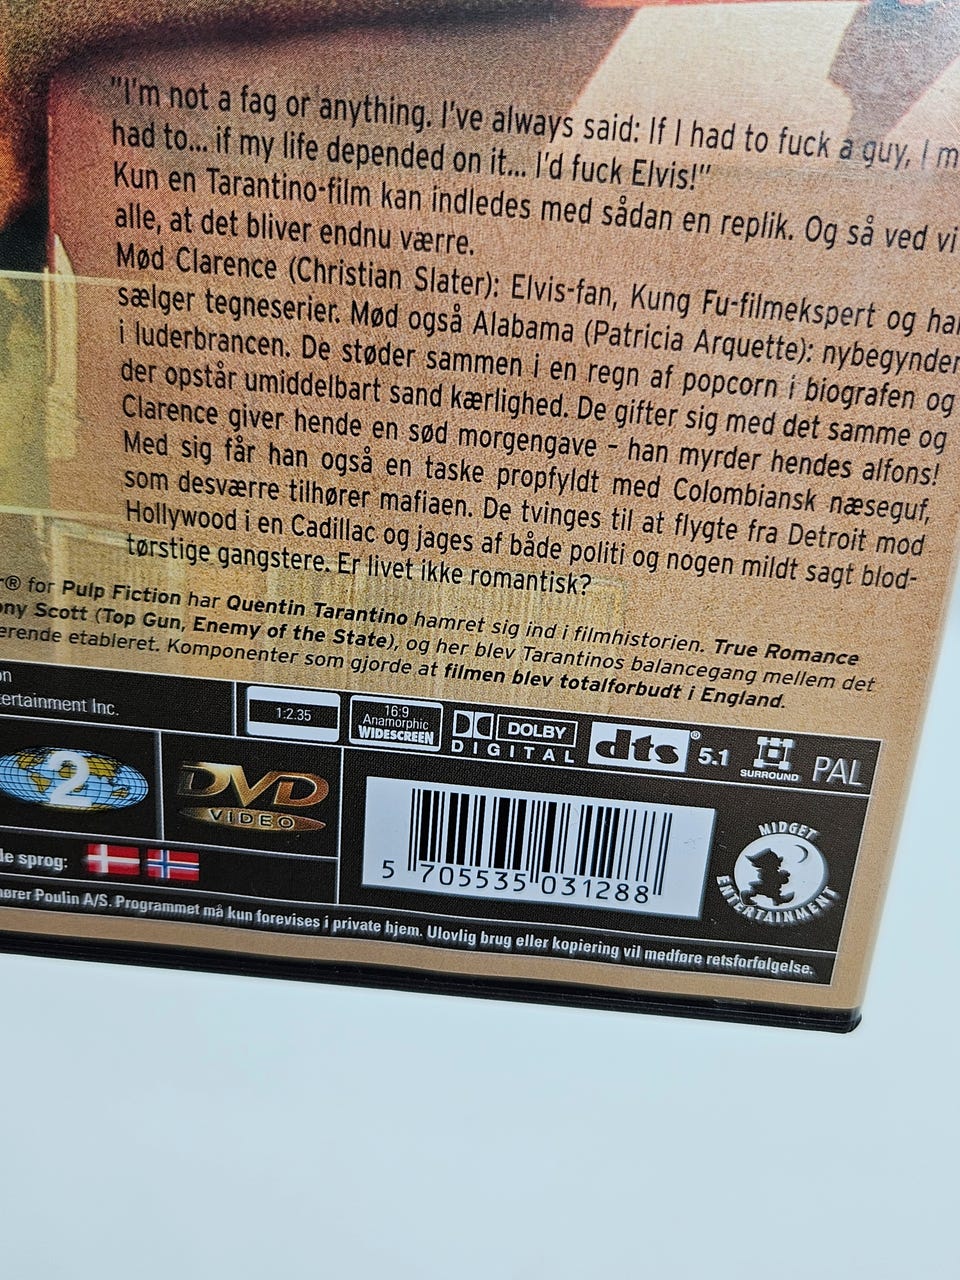 "I'm not a fag or anything. I've always said: If I had to fuck a guy, I
had to... if my life depended on it... I'd fuck Elvis!"
Kun en Tarantino-film kan indledes med sådan en replik. Og så ved vi
alle, at det bliver endnu værre.
Mød Clarence (Christian Slater): Elvis-fan, Kung Fu-filmekspert og
sælger tegneserier. Mød også Alabama (Patricia Arquette): nybegynder
i luderbrancen. De støder sammen i en regn af popcorn i biografen og
der opstår umiddelbart sand kærlighed. De gifter sig med det samme og
Clarence giver hende en sød morgengave - han myrder hendes alfons!
Med sig får han også en taske propfyldt med Colombiansk næseguf,
som desværre tilhører mafiaen. De tvinges til at flygte fra Detroit mod
Hollywood i en Cadillac og jages af både politi og nogen mildt sagt blod-
tørstige gangstere. Er livet ikke romantisk?
® for Pulp Fiction har Quentin Tarantino hamret sig ind i filmhistorien. True Romance
Scott (Top Gun, Enemy of the State), og her blev Tarantinos balancegang mellem det
etableret. Komponenter som gjorde at filmen blev totalforbudt i England.
Inc.
1:2.35
16:9
Anamorphic
WIDESCREEN
DOLBY
DIGITAL
dts® 5.1
SURROUND
PAL
2
DVD
VIDEO
sprog:
5 705535 031288
MIDGET
ENTERTAINMENT
Poulin A/S. Programmet må kun forevises i private hjem. Ulovlig brug eller kopiering vil medføre retsforfølgelse.